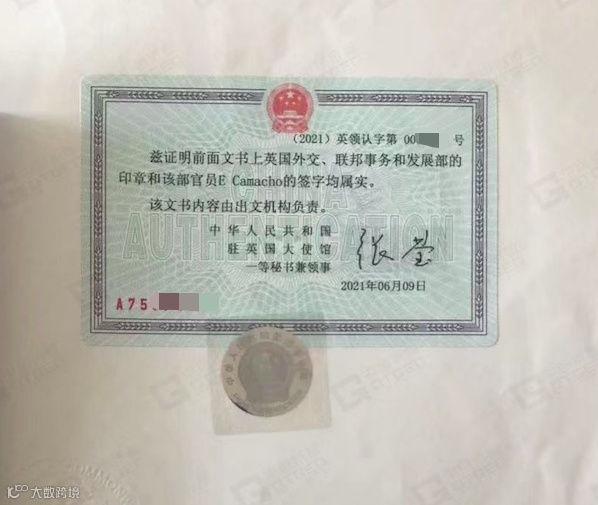 （2021）英领认字第 00 号
兹证明前面文书上英国外交、联邦事务和发展部的
印章和该部官员E Camacho的签字均属实。
该文书内容由出文机构负责。
CHINA
AUTHENTICATION
中华人民共和国
驻英国大使馆
一等秘书兼领事
张莹
2021年06月09日
A75
大数跨境